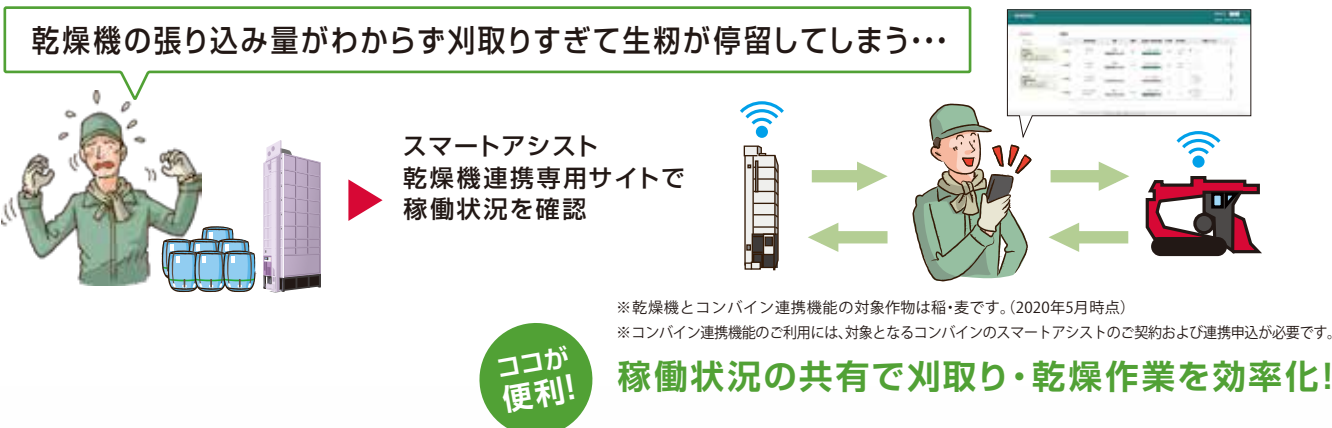 乾燥機の張り込み量がわからず刈取りすぎて生籾が停留してしまう・・・
スマートアシスト
乾燥機連携専用サイトで
稼働状況を確認
※乾燥機とコンバイン連携機能の対象作物は稲・麦です。(2020年5月時点)
※コンバイン連携機能のご利用には、対象となるコンバインのスマートアシストのご契約および連携申込が必要です。
ココが
便利!
稼働状況の共有で刈取り・乾燥作業を効率化!